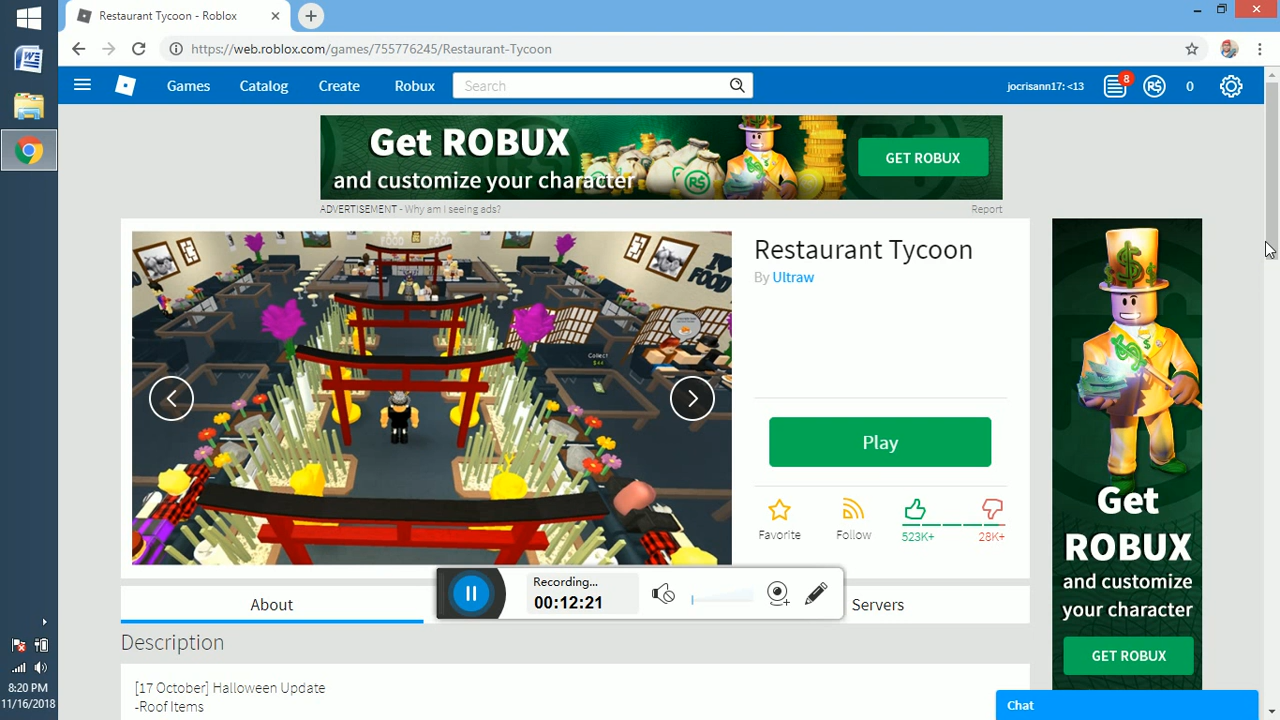 Restaurant Tycoon - Roblox
https://web.roblox.com/games/755776245/Restaurant-Tycoon
Games
Catalog
Create
Robux
Search
jocrisann17: <13
8
R$
0
Get ROBUX
and customize your character
GET ROBUX
ADVERTISEMENT - Why am I seeing ads?
Report
Restaurant Tycoon
By Ultraw
FOOD
FOOD
Collect
Play
Favorite
Follow
523K+
28K+
Get
ROBUX
and customize
your character
GET ROBUX
Recording...
00:12:21
About
Servers
Description
[17 October] Halloween Update
-Roof Items
Chat
8:20 PM
11/16/2018